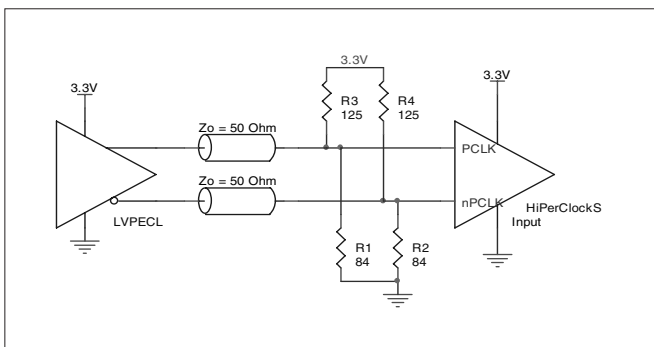 3.3V
3.3V
3.3V
R3
125
R4
125
Zo = 50 Ohm
PCLK
Zo = 50 Ohm
nPCLK
HiPerClockS
Input
LVPECL
R1
84
R2
84